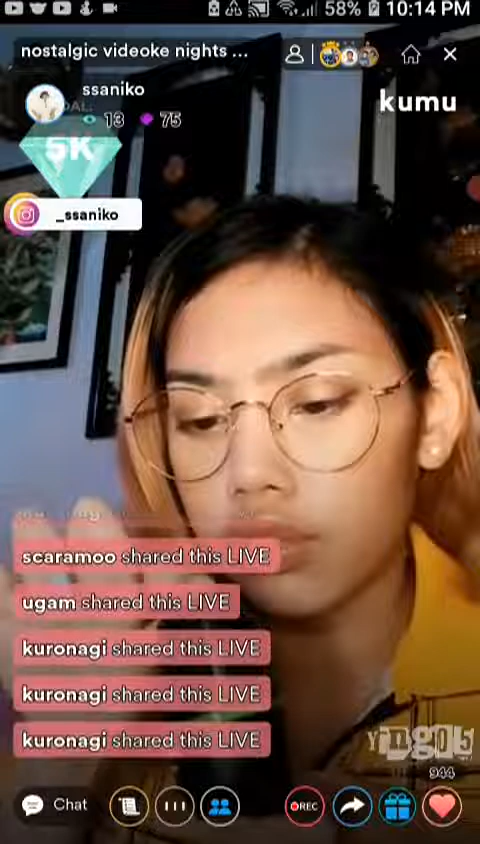 58% 10:14 PM
nostalgic videoke nights ...
ssaniko
kumu
13 75
5K
_ssaniko
scaramoo shared this LIVE
ugam shared this LIVE
kuronagi shared this LIVE
kuronagi shared this LIVE
kuronagi shared this LIVE
944
Chat
REC